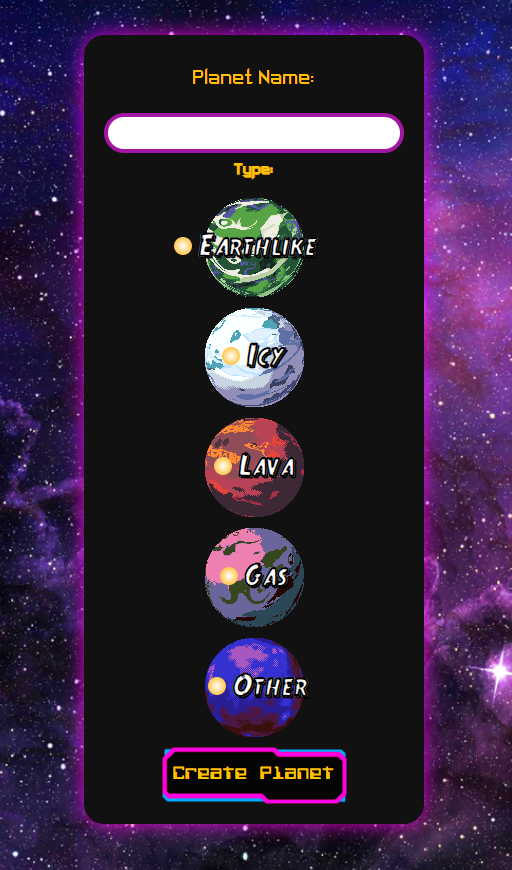 Planet Name:
Type:
Earthlike
Icy
Lava
Gas
Other
Create Planet